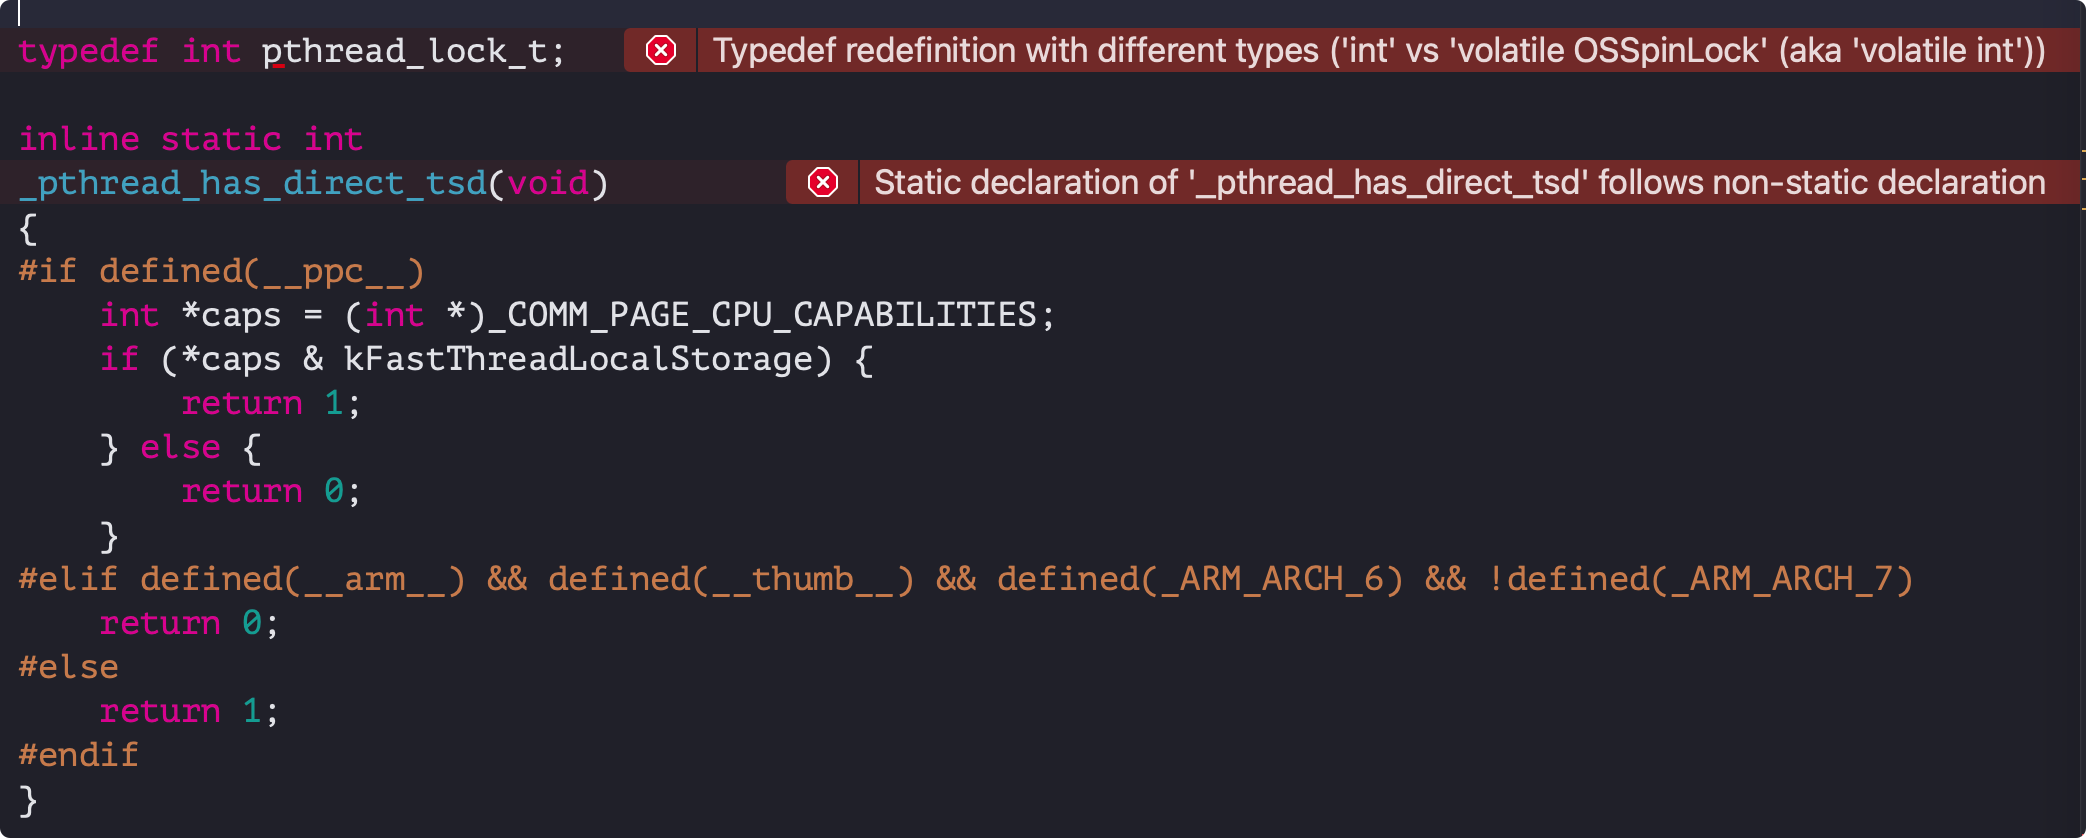 typedef int pthread_lock_t; Typedef redefinition with different types ('int' vs 'volatile OSSpinLock' (aka 'volatile int'))
inline static int
_pthread_has_direct_tsd(void) Static declaration of '_pthread_has_direct_tsd' follows non-static declaration
{
#if defined(__ppc__)
    int *caps = (int *)_COMM_PAGE_CPU_CAPABILITIES;
    if (*caps & kFastThreadLocalStorage) {
        return 1;
    } else {
        return 0;
    }
#elif defined(__arm__) && defined(__thumb__) && defined(_ARM_ARCH_6) && !defined(_ARM_ARCH_7)
    return 0;
#else
    return 1;
#endif
}